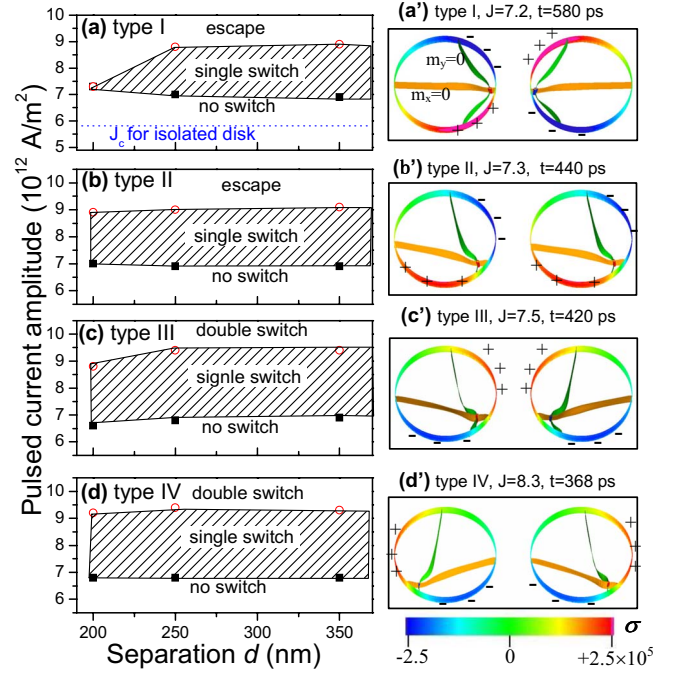 (a) type I
escape
single switch
no switch
J_c for isolated disk
10
9
8
7
6
5
(b) type II
escape
single switch
no switch
10
9
8
7
6
(c) type III
double switch
signle switch
no switch
10
9
8
7
6
(d) type IV
double switch
single switch
no switch
10
9
8
7
6
200
250
300
350
Separation d (nm)
Pulsed current amplitude (10^12 A/m^2)
(a') type I, J=7.2, t=580 ps
m_y=0
m_x=0
- - - + + +
+ + + - - -
(b') type II, J=7.3, t=440 ps
- - -
+ + +
- - -
+ + +
(c') type III, J=7.5, t=420 ps
+ + +
- - -
+ + +
- - -
(d') type IV, J=8.3, t=368 ps
+ + +
- - -
+ + +
- - -
σ
-2.5
0
+2.5×10^5